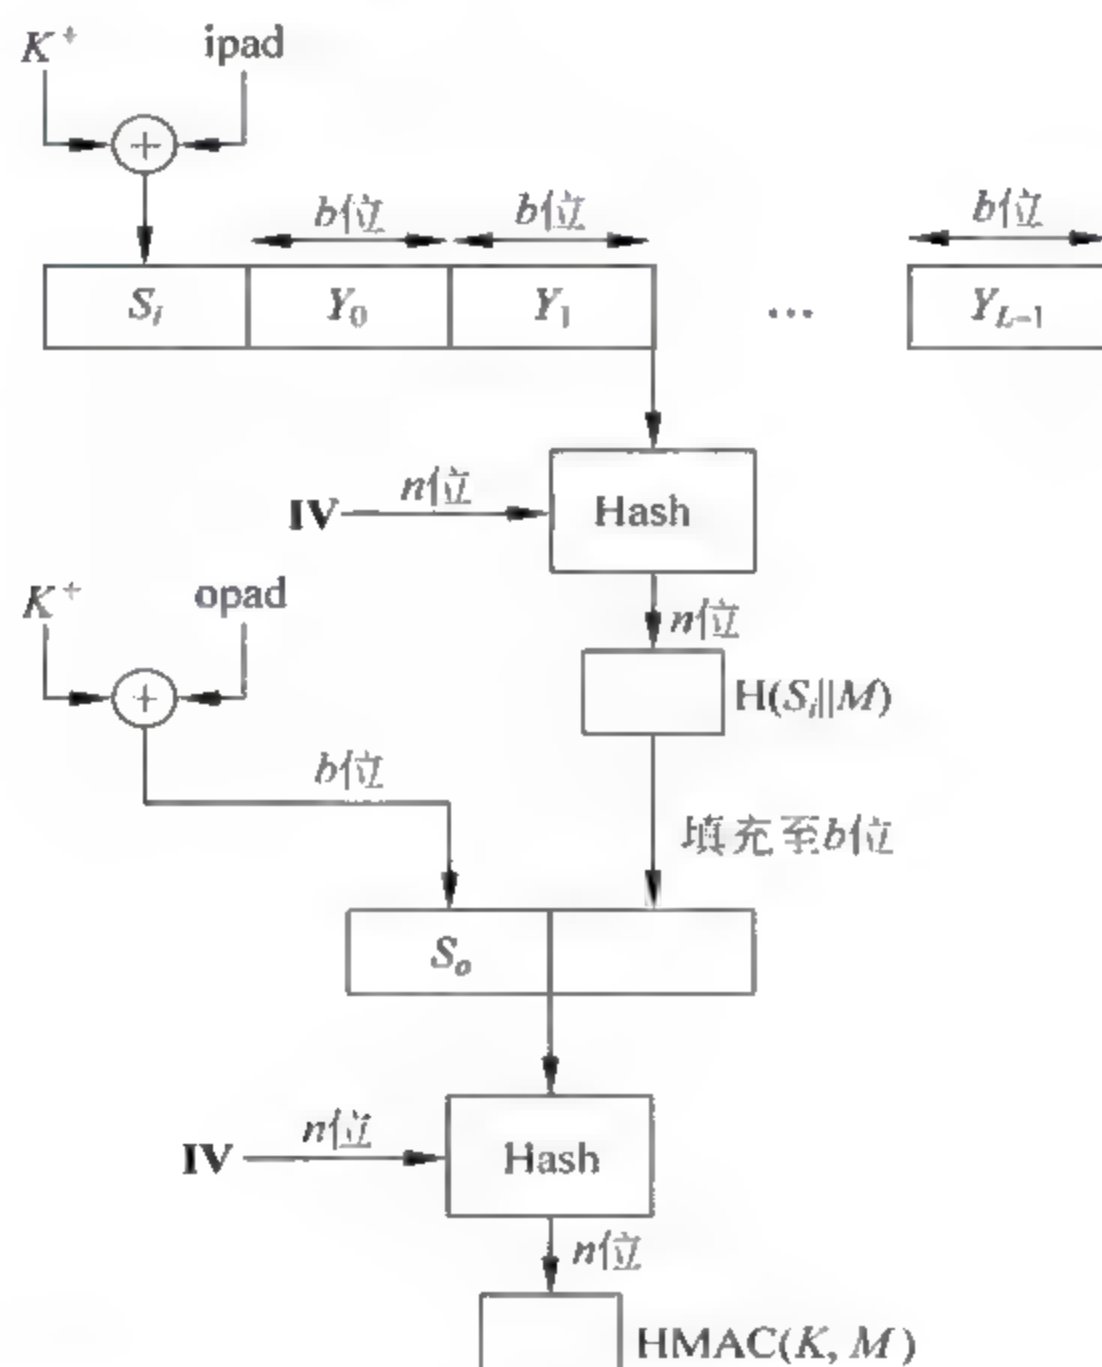 K⁺ ipad
b位 b位 b位
Sᵢ Y₀ Y₁ ... Y_{L-1}
n位
IV Hash
K⁺ opad
n位
H(Sᵢ||M)
b位
填充至b位
Sₒ
n位
IV Hash
n位
HMAC(K, M)